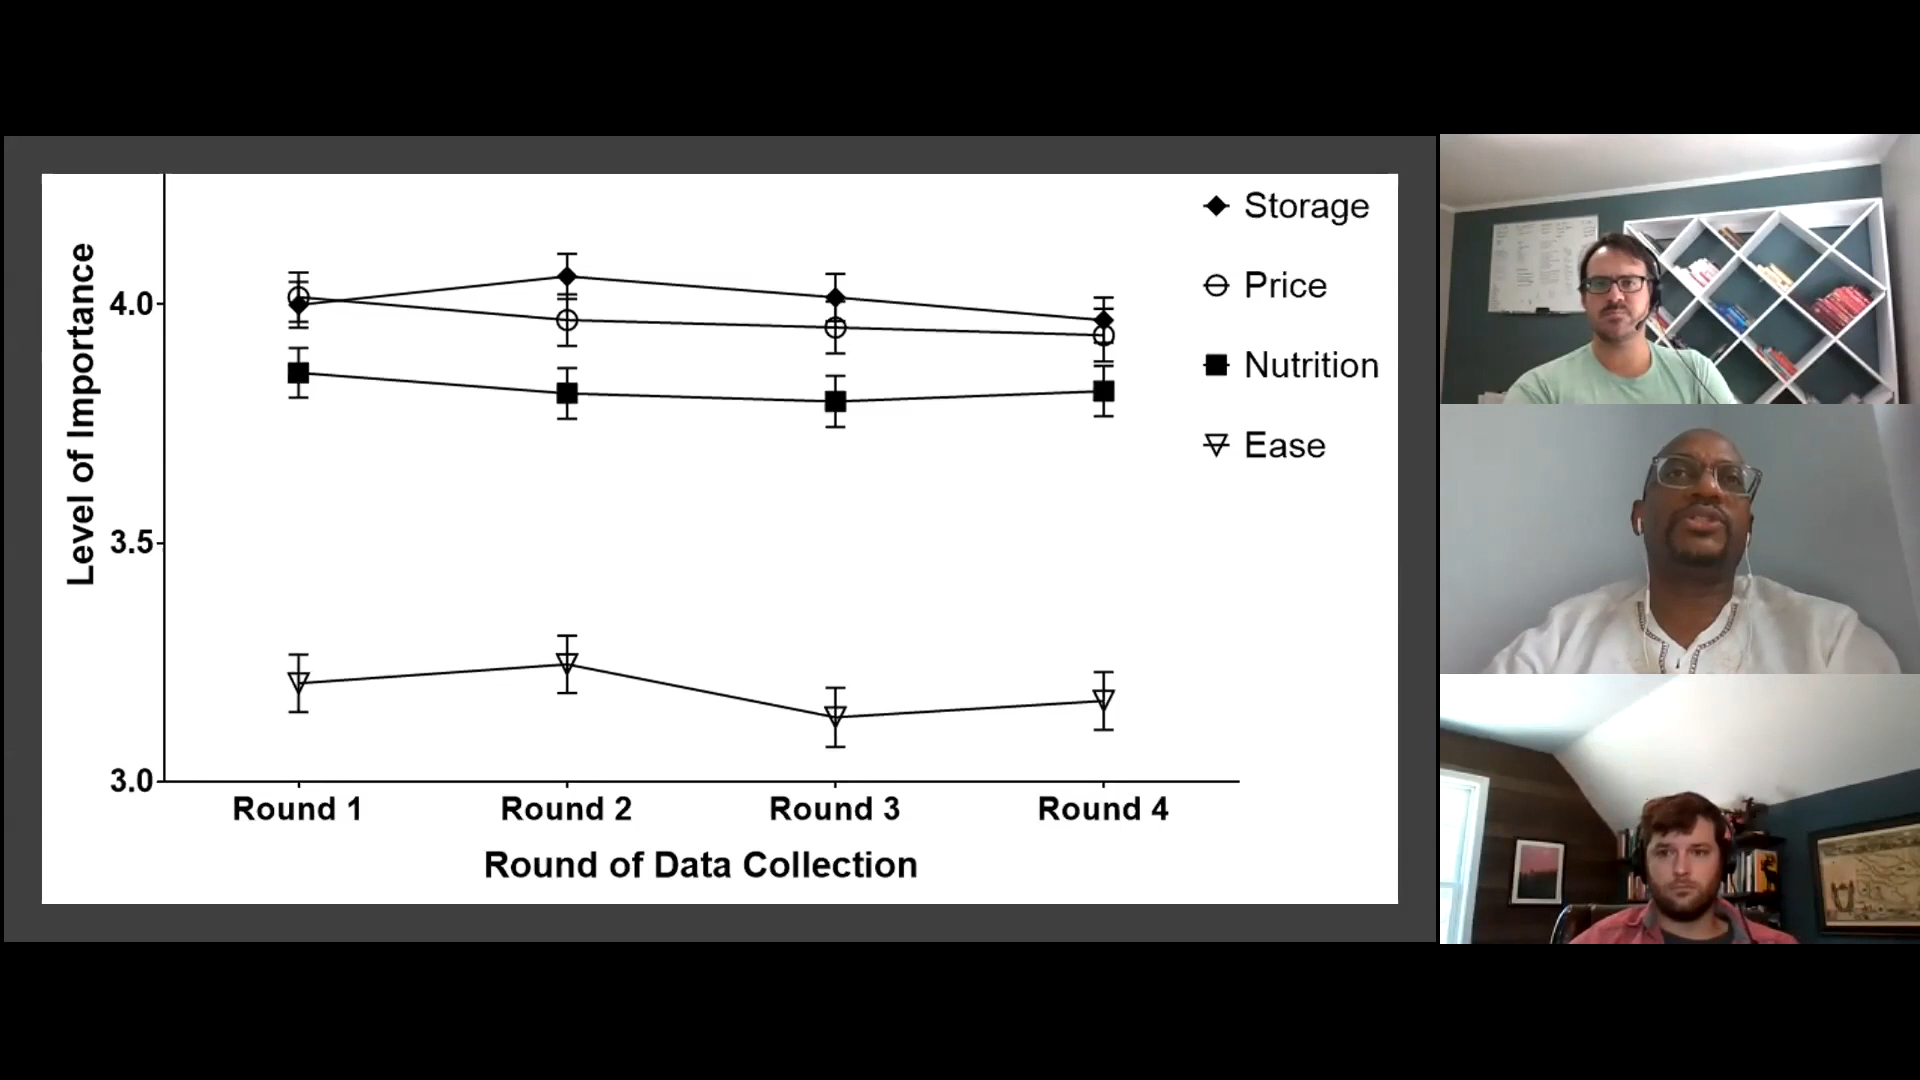 Level of Importance
4.0
3.5
3.0
Round 1 Round 2 Round 3 Round 4
Round of Data Collection
Storage
Price
Nutrition
Ease